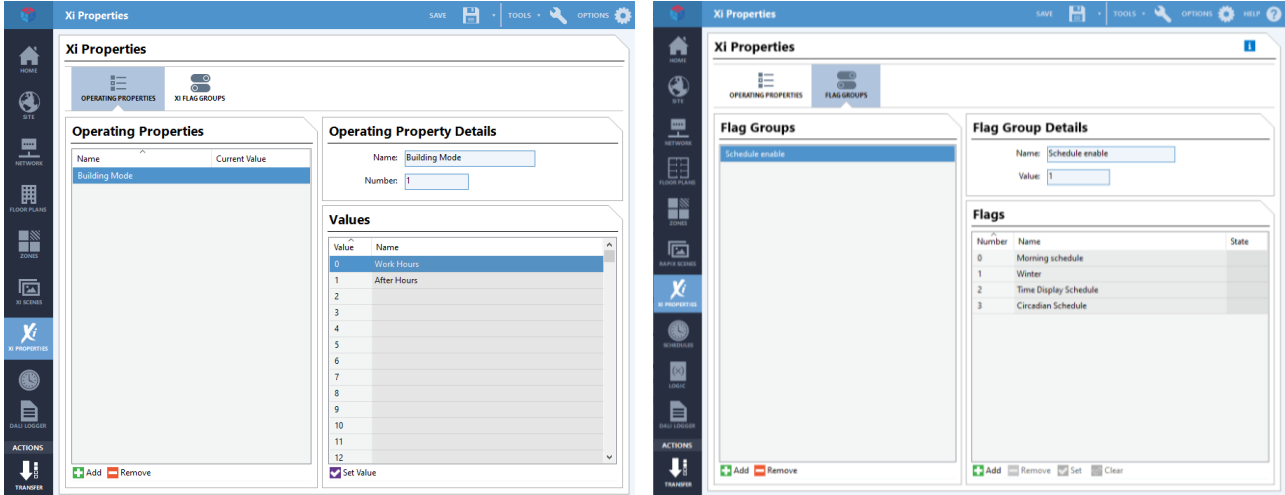 Xi Properties
SAVE
TOOLS
OPTIONS
HOME
SITE
NETWORK
FLOOR PLANS
ZONES
XI SCENES
XI PROPERTIES
DALI LOGGER
ACTIONS
TRANSFER
Xi Properties
OPERATING PROPERTIES XI FLAG GROUPS
Operating Properties
Name Current Value
Building Mode
Add Remove
Operating Property Details
Name: Building Mode
Number: 1
Values
Value Name
0 Work Hours
1 After Hours
2
3
4
5
6
7
8
9
10
11
12
Set Value
Xi Properties
SAVE
TOOLS
OPTIONS
HELP ?
HOME
SITE
NETWORK
FLOOR PLANS
ZONES
RAPIX SCENES
XI PROPERTIES
SCHEDULES
LOGIC
DALI LOGGER
ACTIONS
TRANSFER
Xi Properties
i
OPERATING PROPERTIES FLAG GROUPS
Flag Groups
Schedule enable
Add Remove
Flag Group Details
Name: Schedule enable
Value: 1
Flags
Number Name State
0 Morning schedule
1 Winter
2 Time Display Schedule
3 Circadian Schedule
Add Remove Set Clear